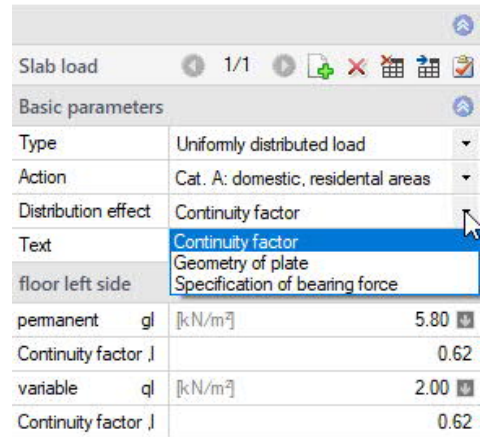 Slab load 1/1
Basic parameters
Type Uniformly distributed load
Action Cat. A: domestic, residental areas
Distribution effect Continuity factor
Text Continuity factor
Geometry of plate
floor left side Specification of bearing force
permanent gl [kN/m²] 5.80
Continuity factor ,l 0.62
variable ql [kN/m²] 2.00
Continuity factor ,l 0.62